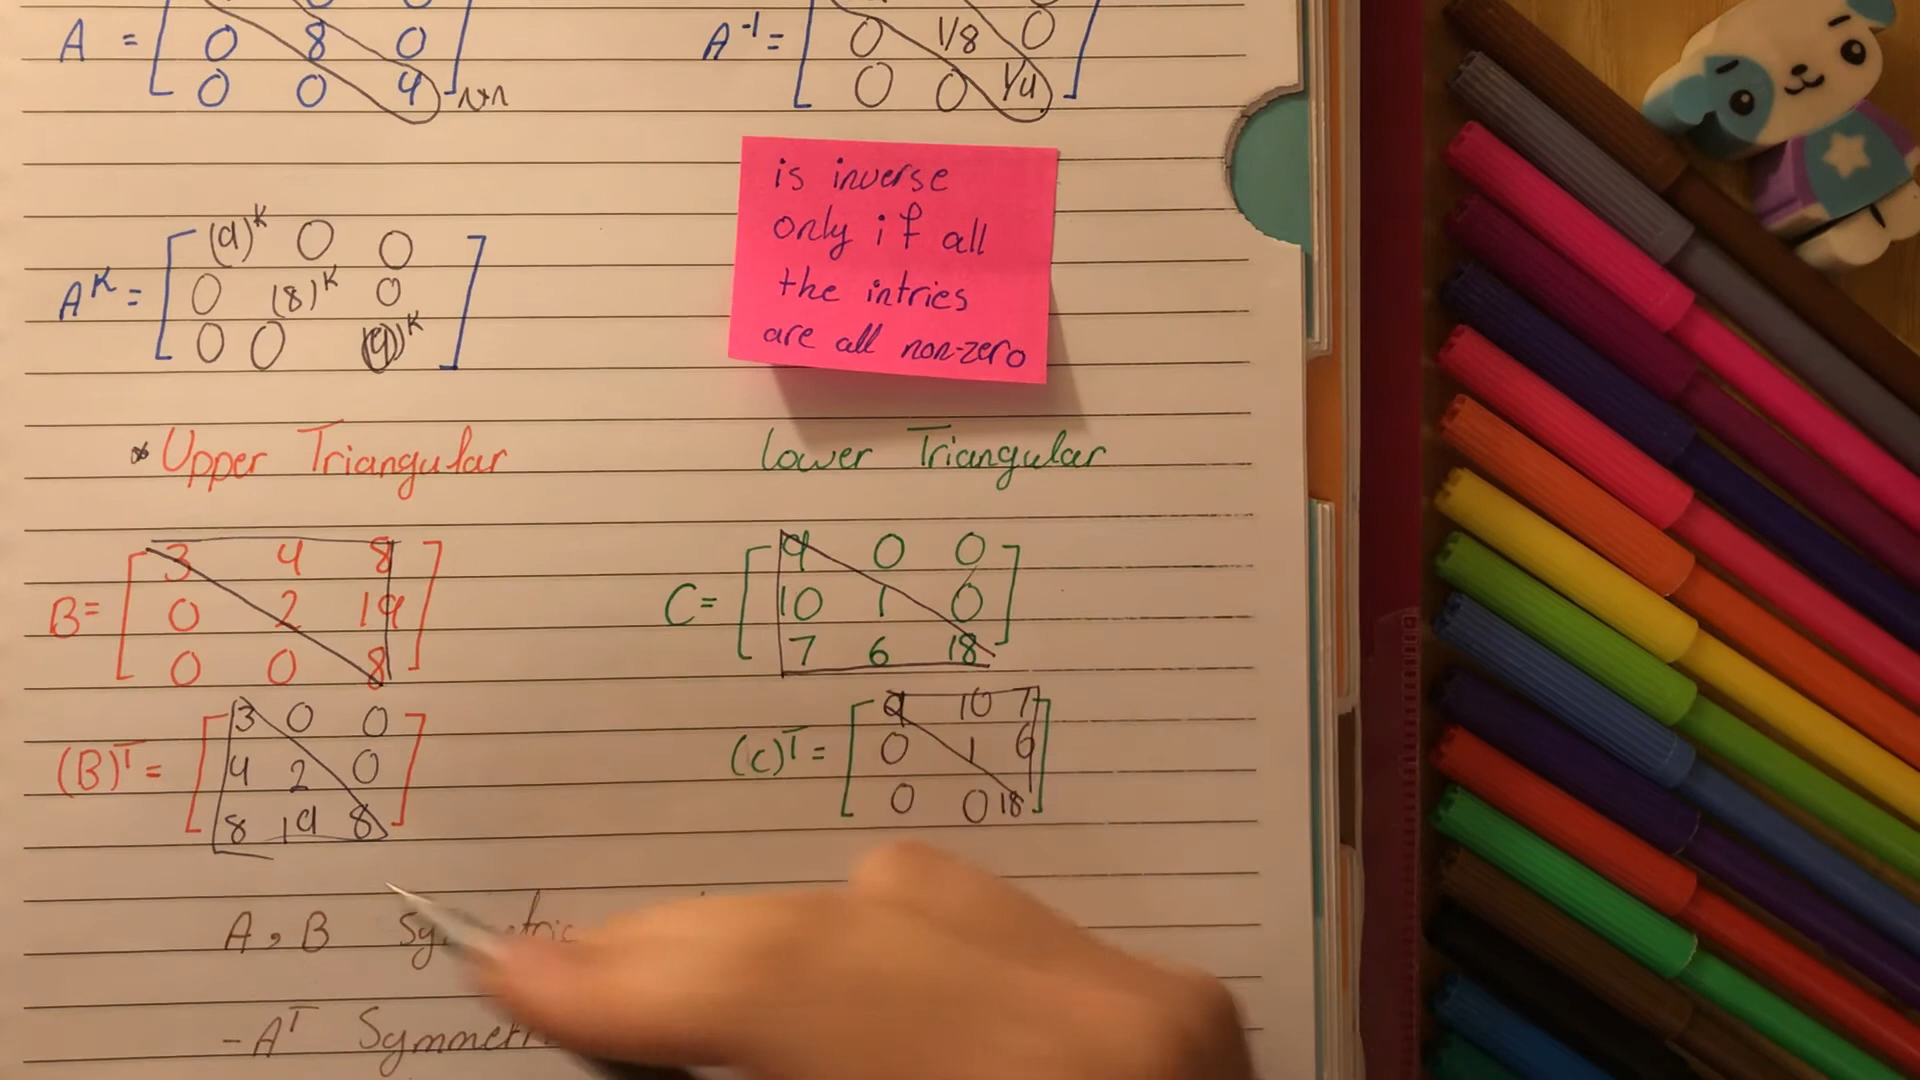 A = [ 0 8 0
0 0 4 ] n×n
A⁻¹ = [ 0 1/8 0
0 0 1/4 ]
is inverse
only if all
the intries
are all non-zero
Aᴷ = [ (9)ᴷ 0 0
0 (8)ᴷ 0
0 0 (4)ᴷ ]
* Upper Triangular
Lower Triangular
B = [ 3 4 8
0 2 19
0 0 8 ]
C = [ 9 0 0
10 1 0
7 6 18 ]
(B)ᵀ = [ 3 0 0
4 2 0
8 19 8 ]
(C)ᵀ = [ 9 10 7
0 1 6
0 0 18 ]
A , B
- Aᵀ